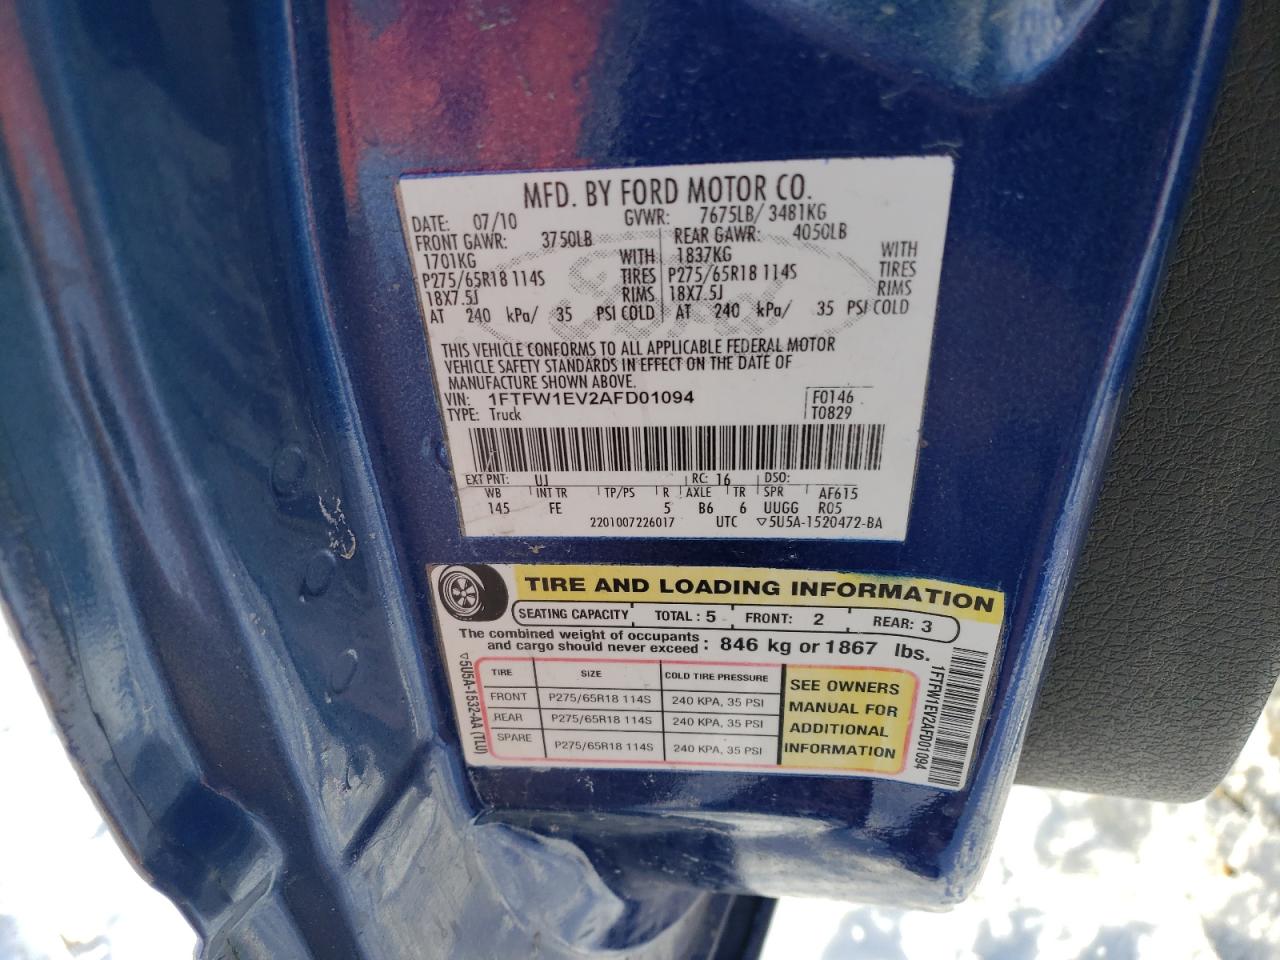 MFD. BY FORD MOTOR CO.
DATE: 07/10 GVWR: 7675LB/ 3481KG
FRONT GAWR: 3750LB REAR GAWR: 4050LB
1701KG WITH 1837KG WITH
P275/65R18 114S TIRES P275/65R18 114S TIRES
18X7.5J RIMS 18X7.5J RIMS
AT 240 kPa/ 35 PSI COLD AT 240 kPa/ 35 PSI COLD
THIS VEHICLE CONFORMS TO ALL APPLICABLE FEDERAL MOTOR
VEHICLE SAFETY STANDARDS IN EFFECT ON THE DATE OF
MANUFACTURE SHOWN ABOVE.
VIN: 1FTFW1EV2AFD01094 F0146
TYPE: Truck T0829
EXT PNT: UJ RC: 16 DSO:
WB INT TR TP/PS R AXLE TR SPR AF615
145 FE 5 B6 6 UUGG R05
2201007226017 UTC ▽5U5A-1520472-BA
TIRE AND LOADING INFORMATION
SEATING CAPACITY TOTAL: 5 FRONT: 2 REAR: 3
The combined weight of occupants
and cargo should never exceed : 846 kg or 1867 lbs.
TIRE SIZE COLD TIRE PRESSURE
FRONT P275/65R18 114S 240 KPA, 35 PSI
REAR P275/65R18 114S 240 KPA, 35 PSI
SPARE P275/65R18 114S 240 KPA, 35 PSI
SEE OWNERS
MANUAL FOR
ADDITIONAL
INFORMATION
▽5U5A-1532-AA (TLU)
1FTFW1EV2AFD01094